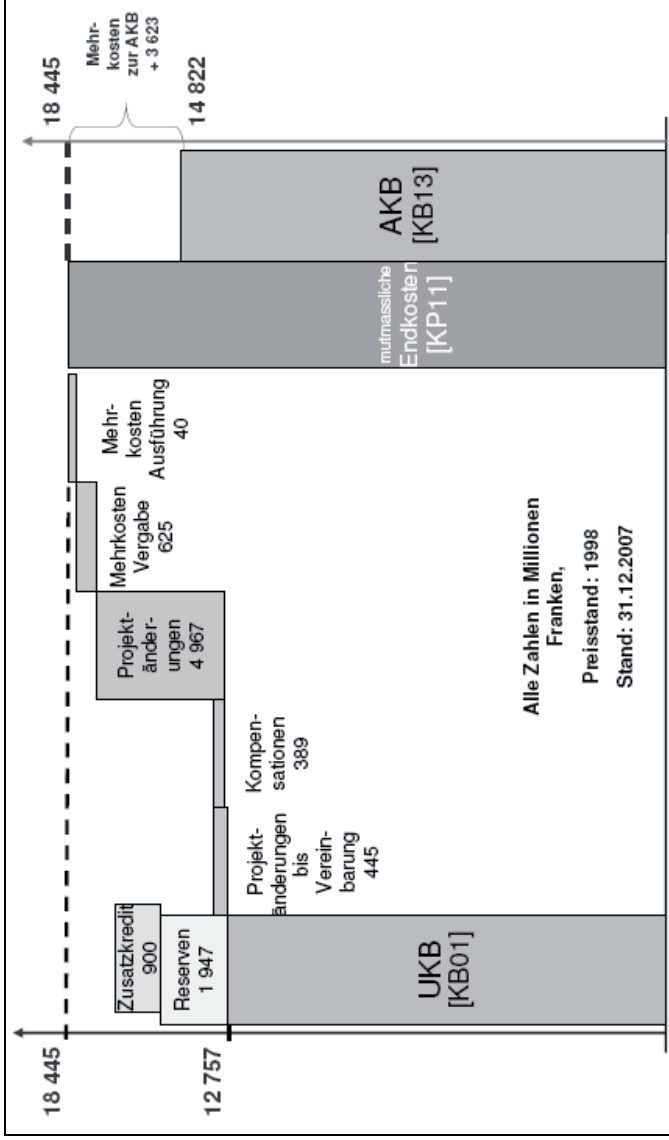 18 445
12 757
Zusatzkredit
900
Reserven
1 947
UKB
[KB01]
Projekt-
änderungen
bis
Verein-
barung
445
Kompen-
sationen
389
Projekt-
änder-
ungen
4 967
Mehrkosten
Vergabe
625
Mehr-
kosten
Ausführung
40
mutmassliche
Endkosten
[KP11]
AKB
[KB13]
18 445
14 822
Mehr-
kosten
zur AKB
+ 3 623
Alle Zahlen in Millionen
Franken,
Preisstand: 1998
Stand: 31.12.2007